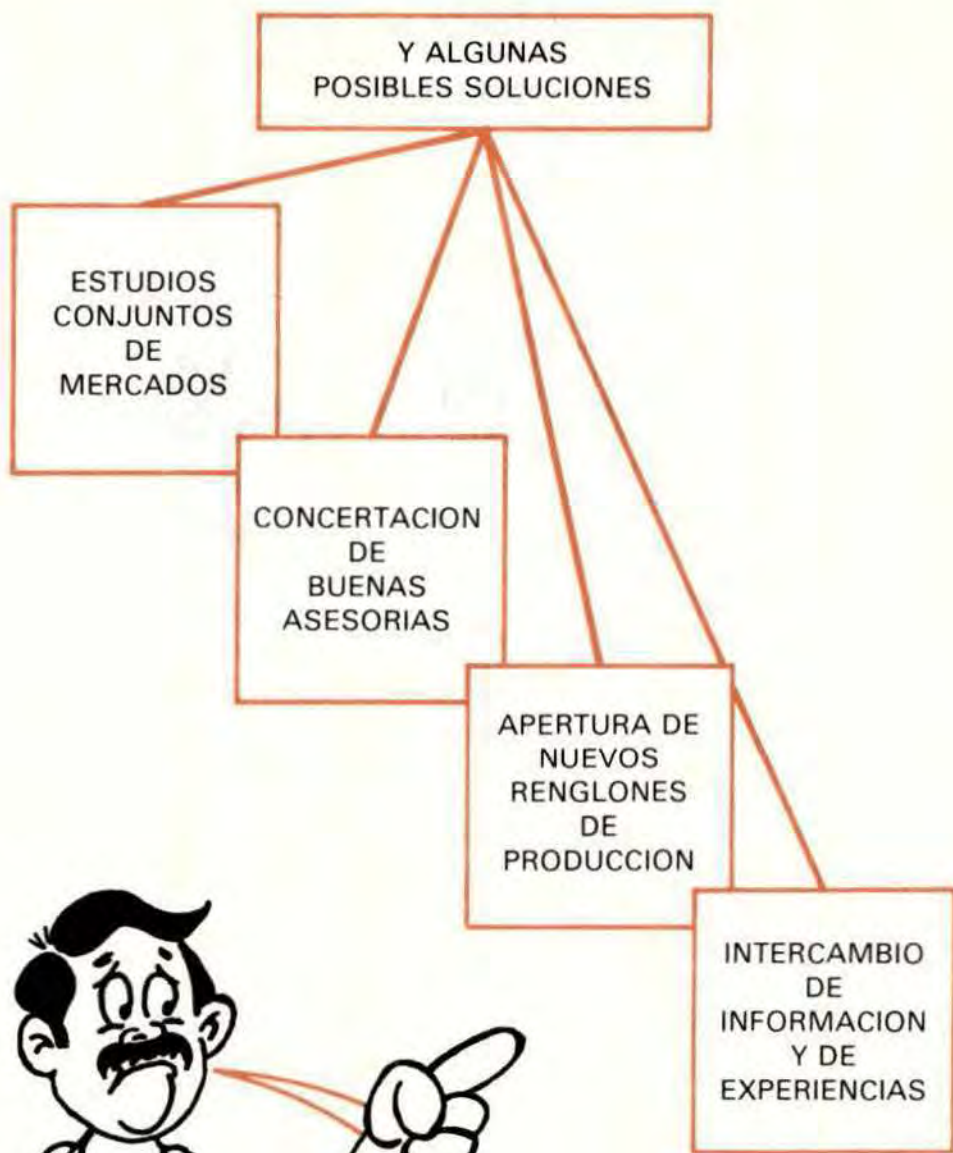 Y ALGUNAS
POSIBLES SOLUCIONES
ESTUDIOS
CONJUNTOS
DE
MERCADOS
CONCERTACION
DE
BUENAS
ASESORIAS
APERTURA DE
NUEVOS
RENGLONES
DE
PRODUCCION
INTERCAMBIO
DE
INFORMACION
Y DE
EXPERIENCIAS